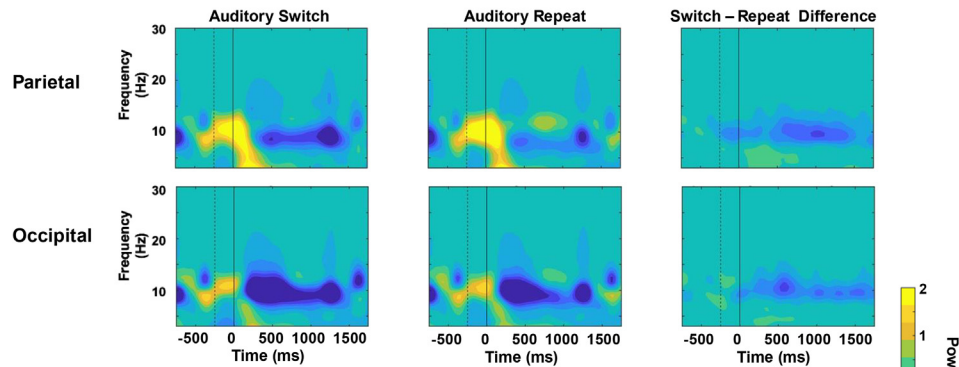 Auditory Switch Auditory Repeat Switch – Repeat Difference
Parietal
Frequency
(Hz)
30
20
10
Occipital
Frequency
(Hz)
30
20
10
-500 0 500 1000 1500 -500 0 500 1000 1500 -500 0 500 1000 1500
Time (ms) Time (ms) Time (ms)
2
1
Pow